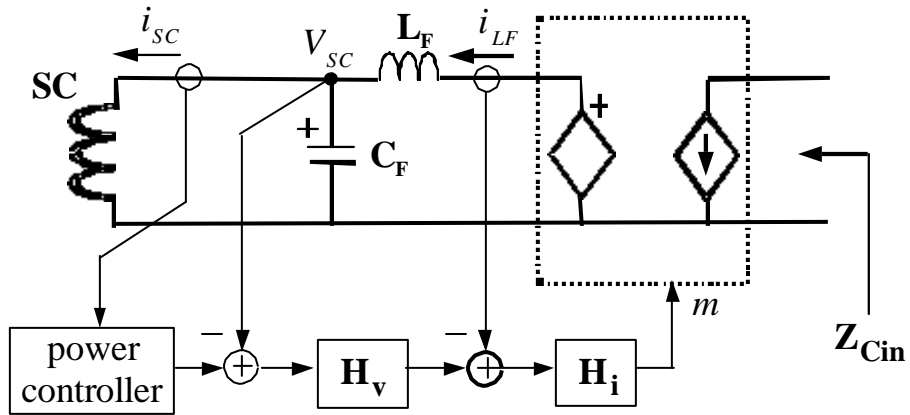 i_SC
V_SC
L_F
i_LF
SC
+
C_F
+
m
Z_Cin
power
controller
−
+
H_v
−
+
H_i